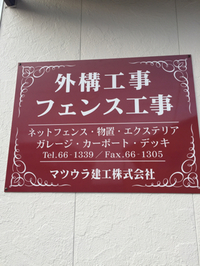 外構工事
フェンス工事
ネットフェンス・物置・エクステリア
ガレージ・カーポート・デッキ
Tel.66-1339／Fax.66-1305
マツウラ建工株式会社